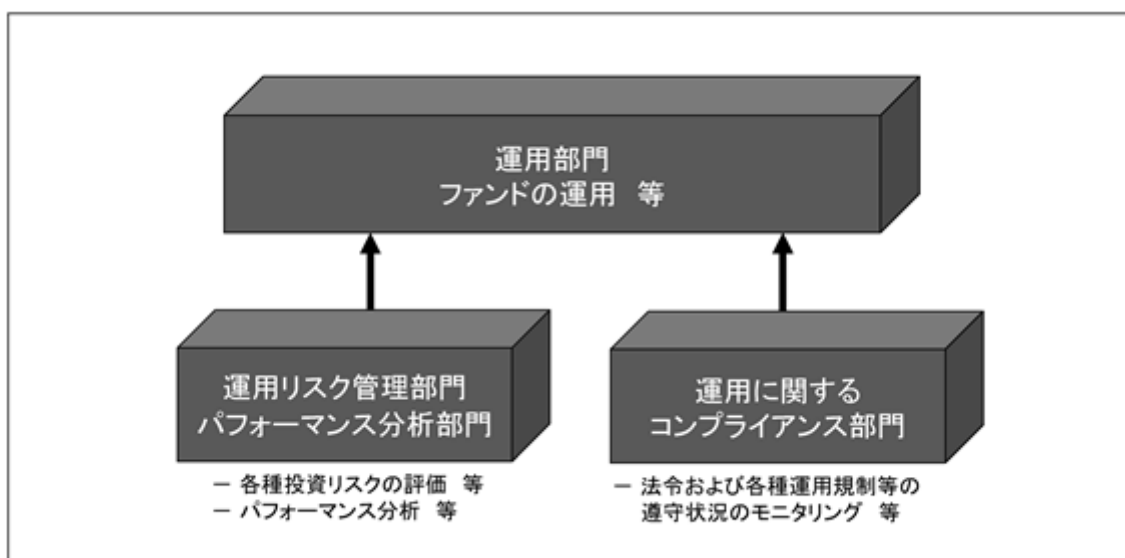 運用部門
ファンドの運用 等
運用リスク管理部門
パフォーマンス分析部門
運用に関する
コンプライアンス部門
－ 各種投資リスクの評価 等
－ パフォーマンス分析 等
－ 法令および各種運用規制等の
遵守状況のモニタリング 等